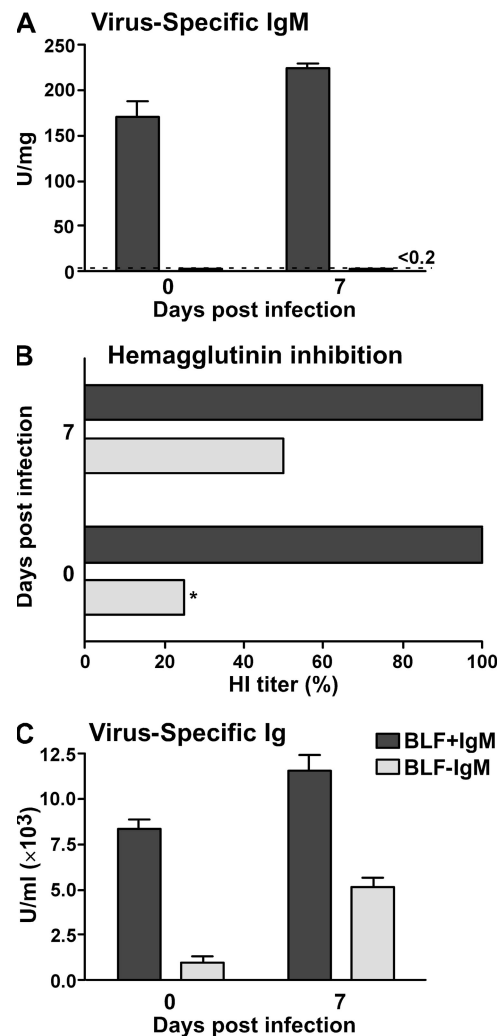 A Virus-Specific IgM
250
200
150
100
50
0
U/mg
<0.2
0 7
Days post infection
B Hemagglutinin inhibition
Days post infection
7
0
*
0 20 40 60 80 100
HI titer (%)
C Virus-Specific Ig
BLF+IgM
BLF-IgM
12.5
10.0
7.5
5.0
2.5
0.0
U/ml (×10³)
0 7
Days post infection